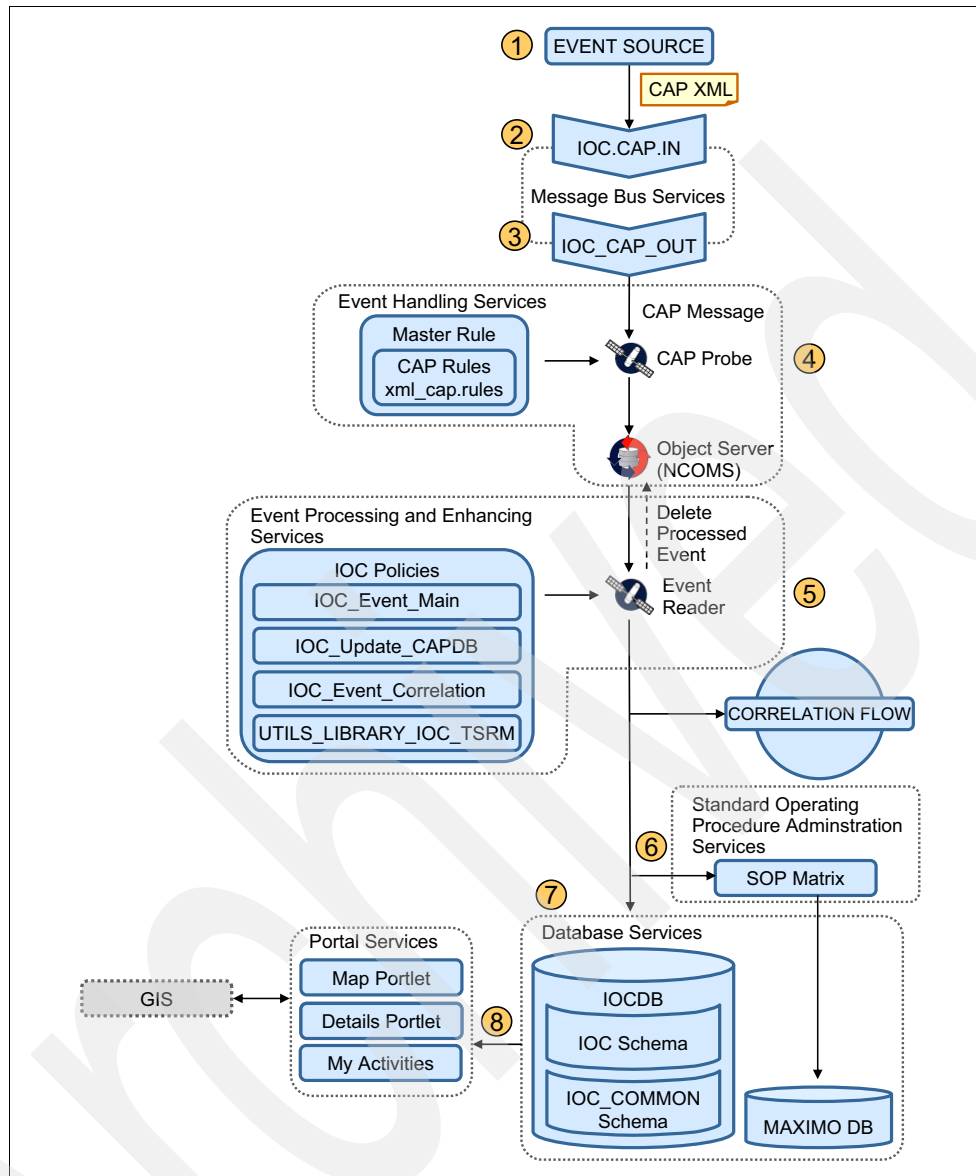 1
EVENT SOURCE
CAP XML
2
IOC.CAP.IN
Message Bus Services
3
IOC_CAP_OUT
Event Handling Services
CAP Message
Master Rule
CAP Rules
xml_cap.rules
CAP Probe
4
Object Server
(NCOMS)
Event Processing and Enhancing
Services
Delete
Processed
Event
IOC Policies
IOC_Event_Main
Event
Reader
5
IOC_Update_CAPDB
IOC_Event_Correlation
UTILS_LIBRARY_IOC_TSRM
CORRELATION FLOW
Standard Operating
Procedure Adminstration
Services
6
SOP Matrix
7
Database Services
Portal Services
Map Portlet
GIS
Details Portlet
My Activities
8
IOCDB
IOC Schema
IOC_COMMON
Schema
MAXIMO DB
Archived